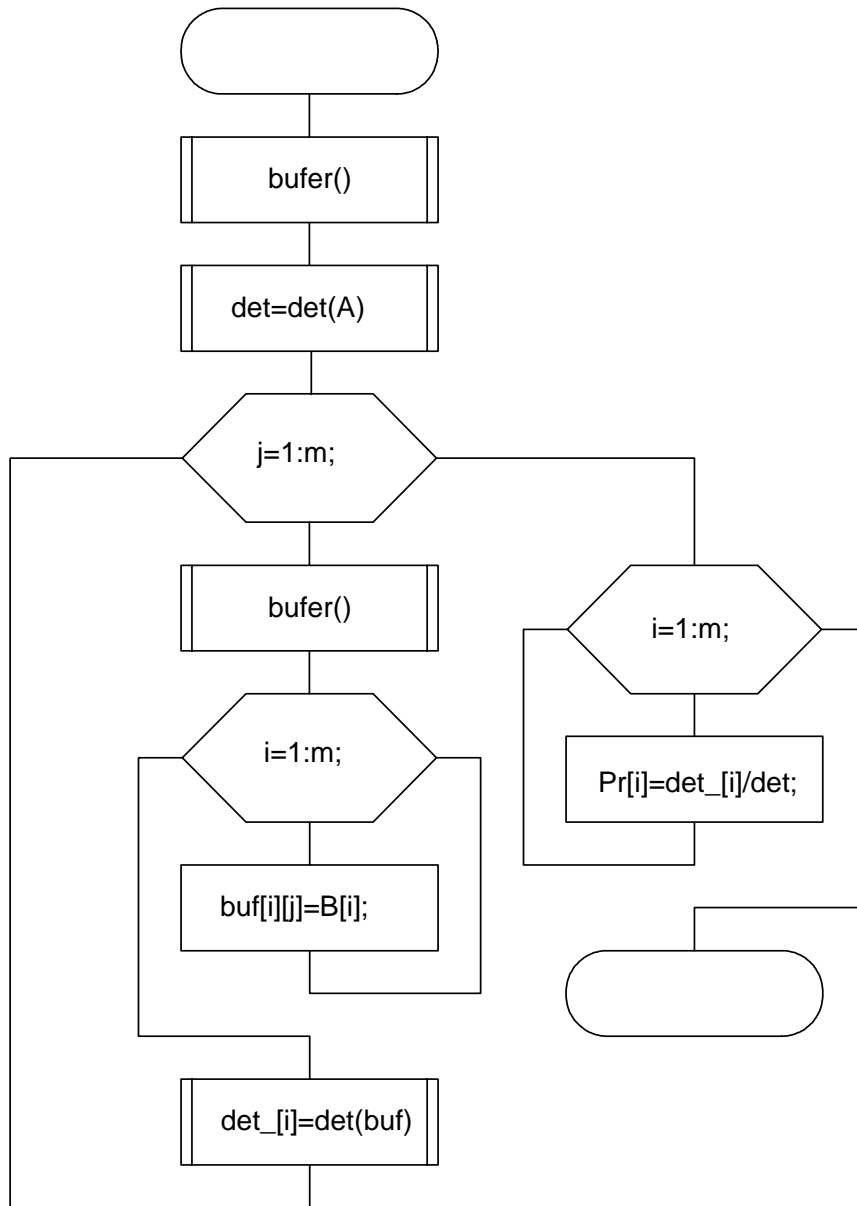 bufer()
det=det(A)
j=1:m;
bufer()
i=1:m;
buf[i][j]=B[i];
det_[i]=det(buf)
i=1:m;
Pr[i]=det_[i]/det;